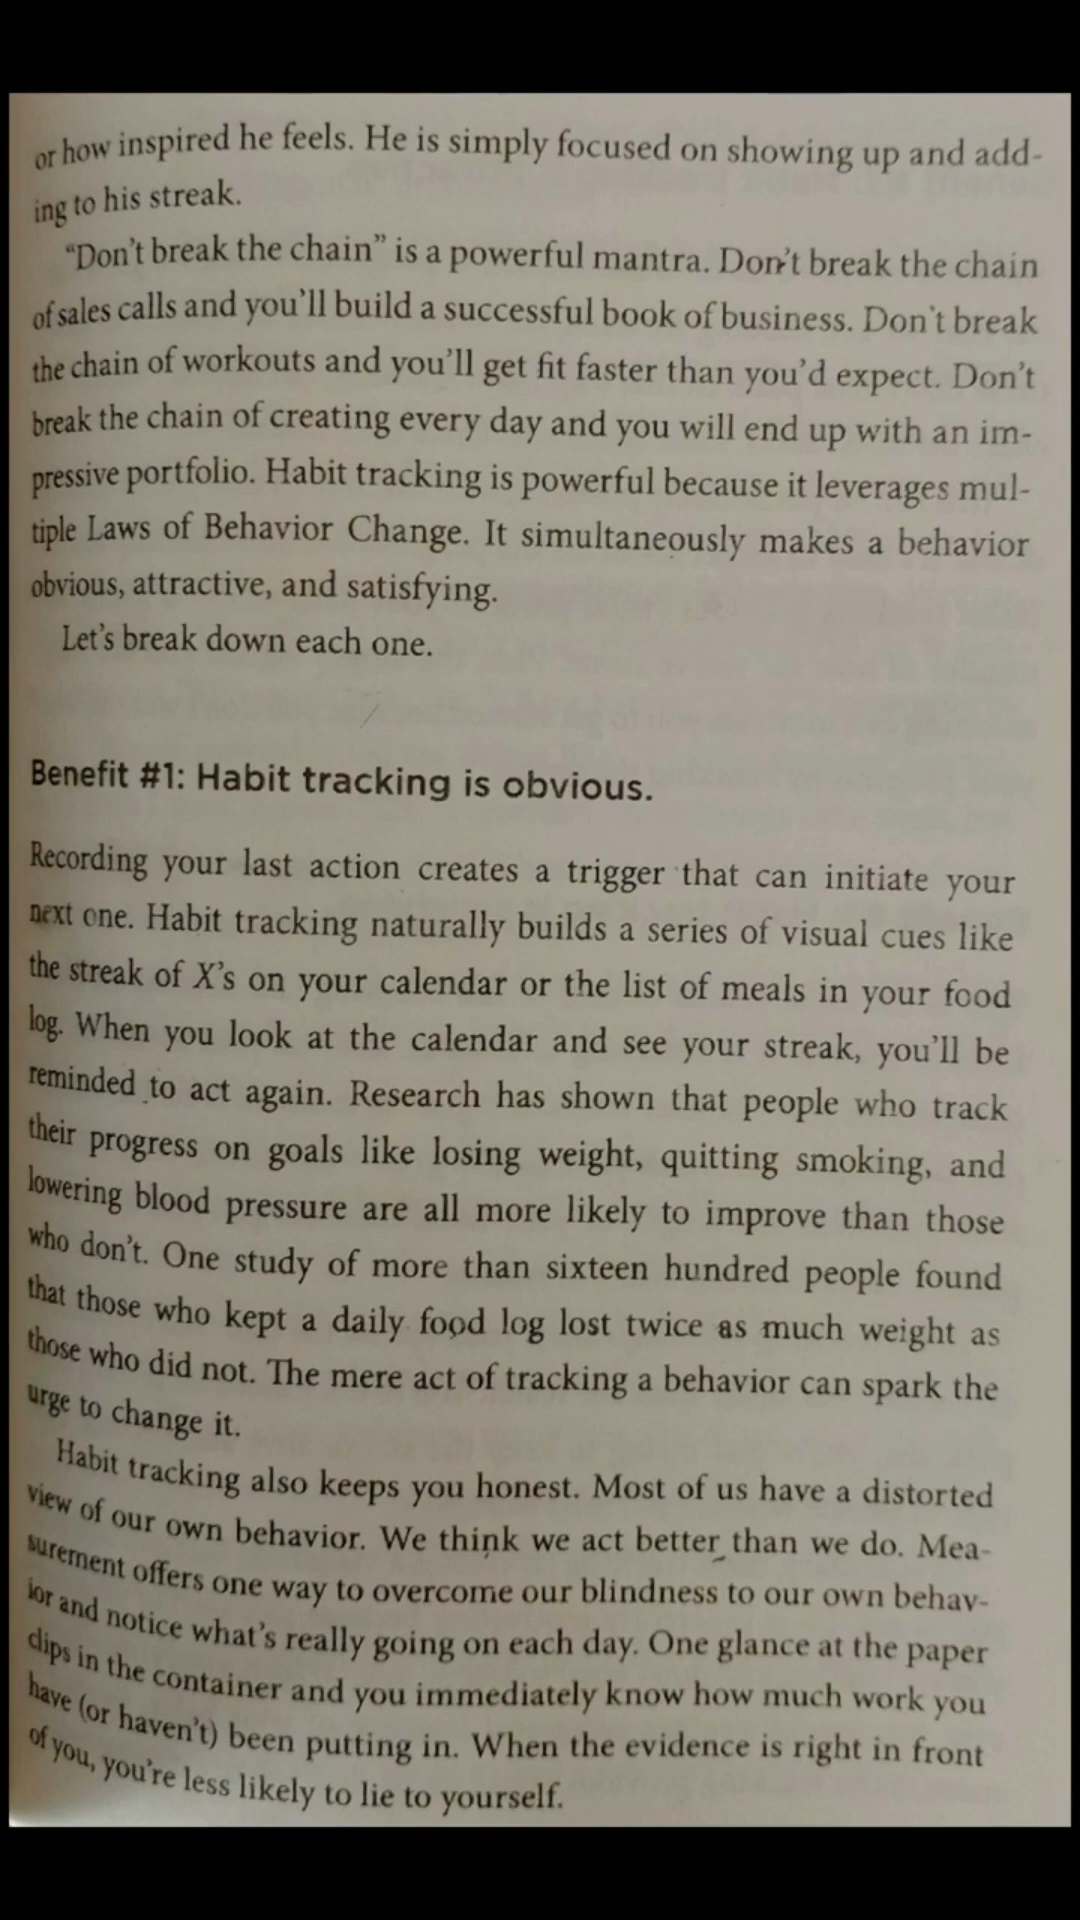 or how inspired he feels. He is simply focused on showing up and add-
ing to his streak.
“Don’t break the chain” is a powerful mantra. Don’t break the chain
of sales calls and you’ll build a successful book of business. Don’t break
the chain of workouts and you’ll get fit faster than you’d expect. Don’t
break the chain of creating every day and you will end up with an im-
pressive portfolio. Habit tracking is powerful because it leverages mul-
tiple Laws of Behavior Change. It simultaneously makes a behavior
obvious, attractive, and satisfying.
Let’s break down each one.
Benefit #1: Habit tracking is obvious.
Recording your last action creates a trigger that can initiate your
next one. Habit tracking naturally builds a series of visual cues like
the streak of X’s on your calendar or the list of meals in your food
log. When you look at the calendar and see your streak, you’ll be
reminded to act again. Research has shown that people who track
their progress on goals like losing weight, quitting smoking, and
lowering blood pressure are all more likely to improve than those
who don’t. One study of more than sixteen hundred people found
that those who kept a daily food log lost twice as much weight as
those who did not. The mere act of tracking a behavior can spark the
urge to change it.
Habit tracking also keeps you honest. Most of us have a distorted
view of our own behavior. We think we act better than we do. Mea-
surement offers one way to overcome our blindness to our own behav-
ior and notice what’s really going on each day. One glance at the paper
clips in the container and you immediately know how much work you
have (or haven’t) been putting in. When the evidence is right in front
of you, you’re less likely to lie to yourself.